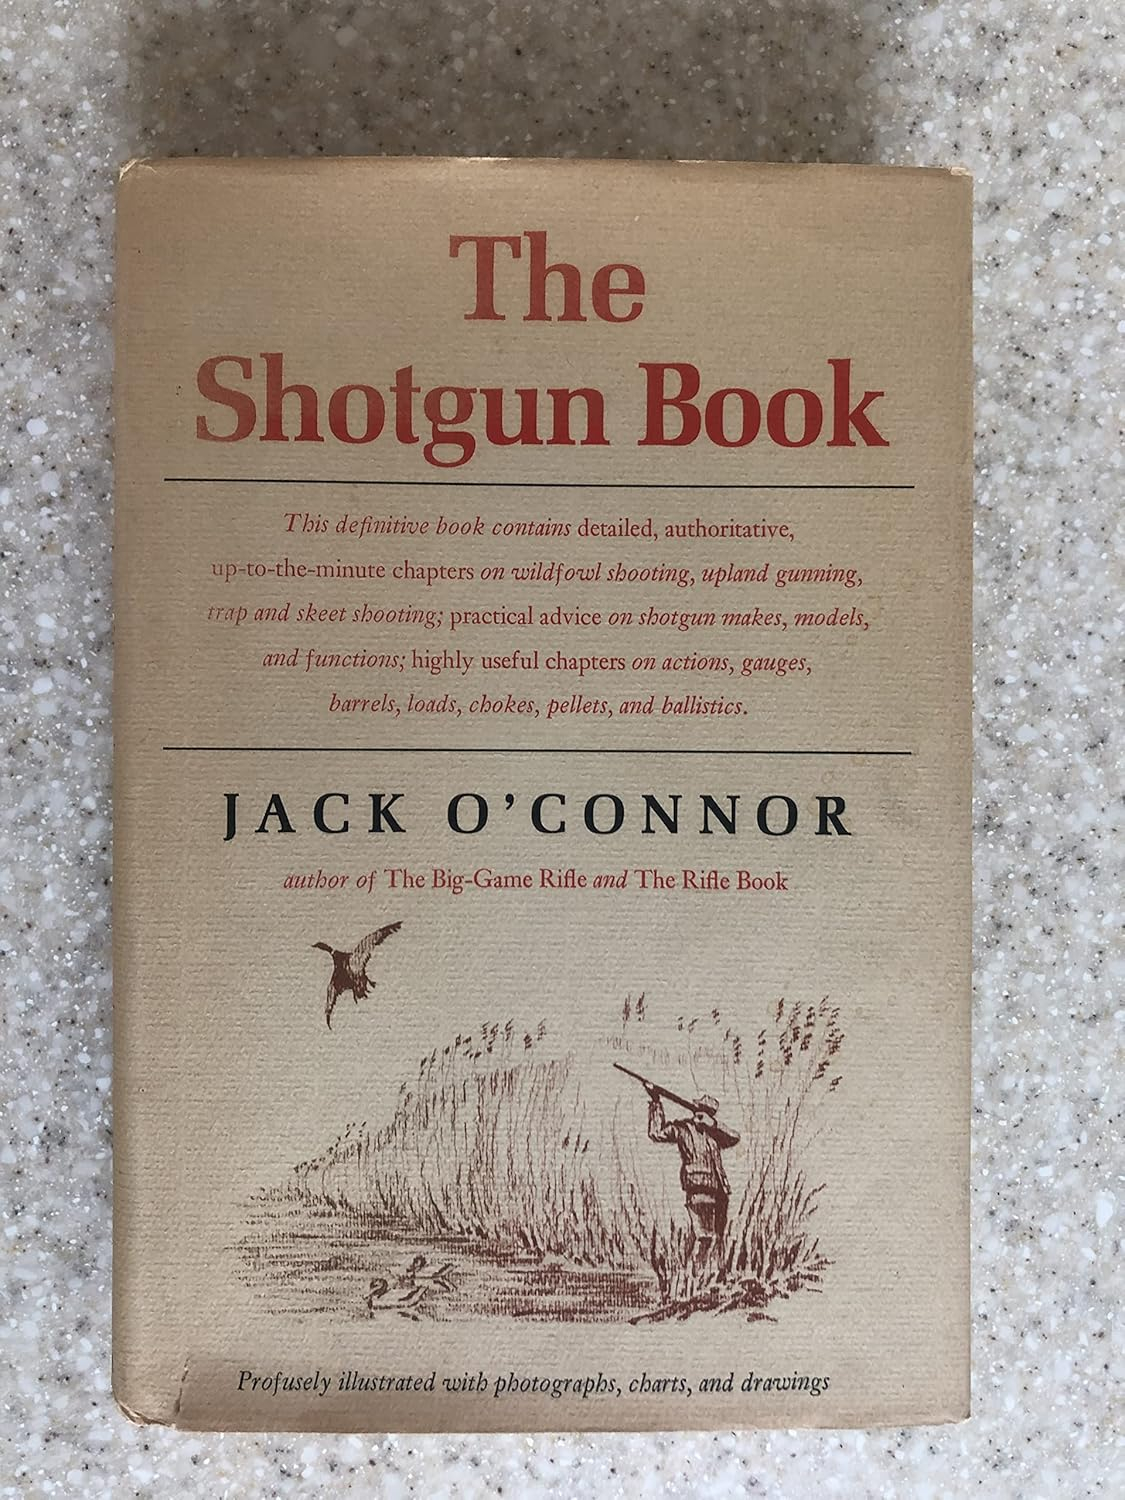 The
Shotgun Book
This definitive book contains detailed, authoritative,
up-to-the-minute chapters on wildfowl shooting, upland gunning,
trap and skeet shooting; practical advice on shotgun makes, models,
and functions; highly useful chapters on actions, gauges,
barrels, loads, chokes, pellets, and ballistics.
JACK O'CONNOR
author of The Big-Game Rifle and The Rifle Book
Profusely illustrated with photographs, charts, and drawings